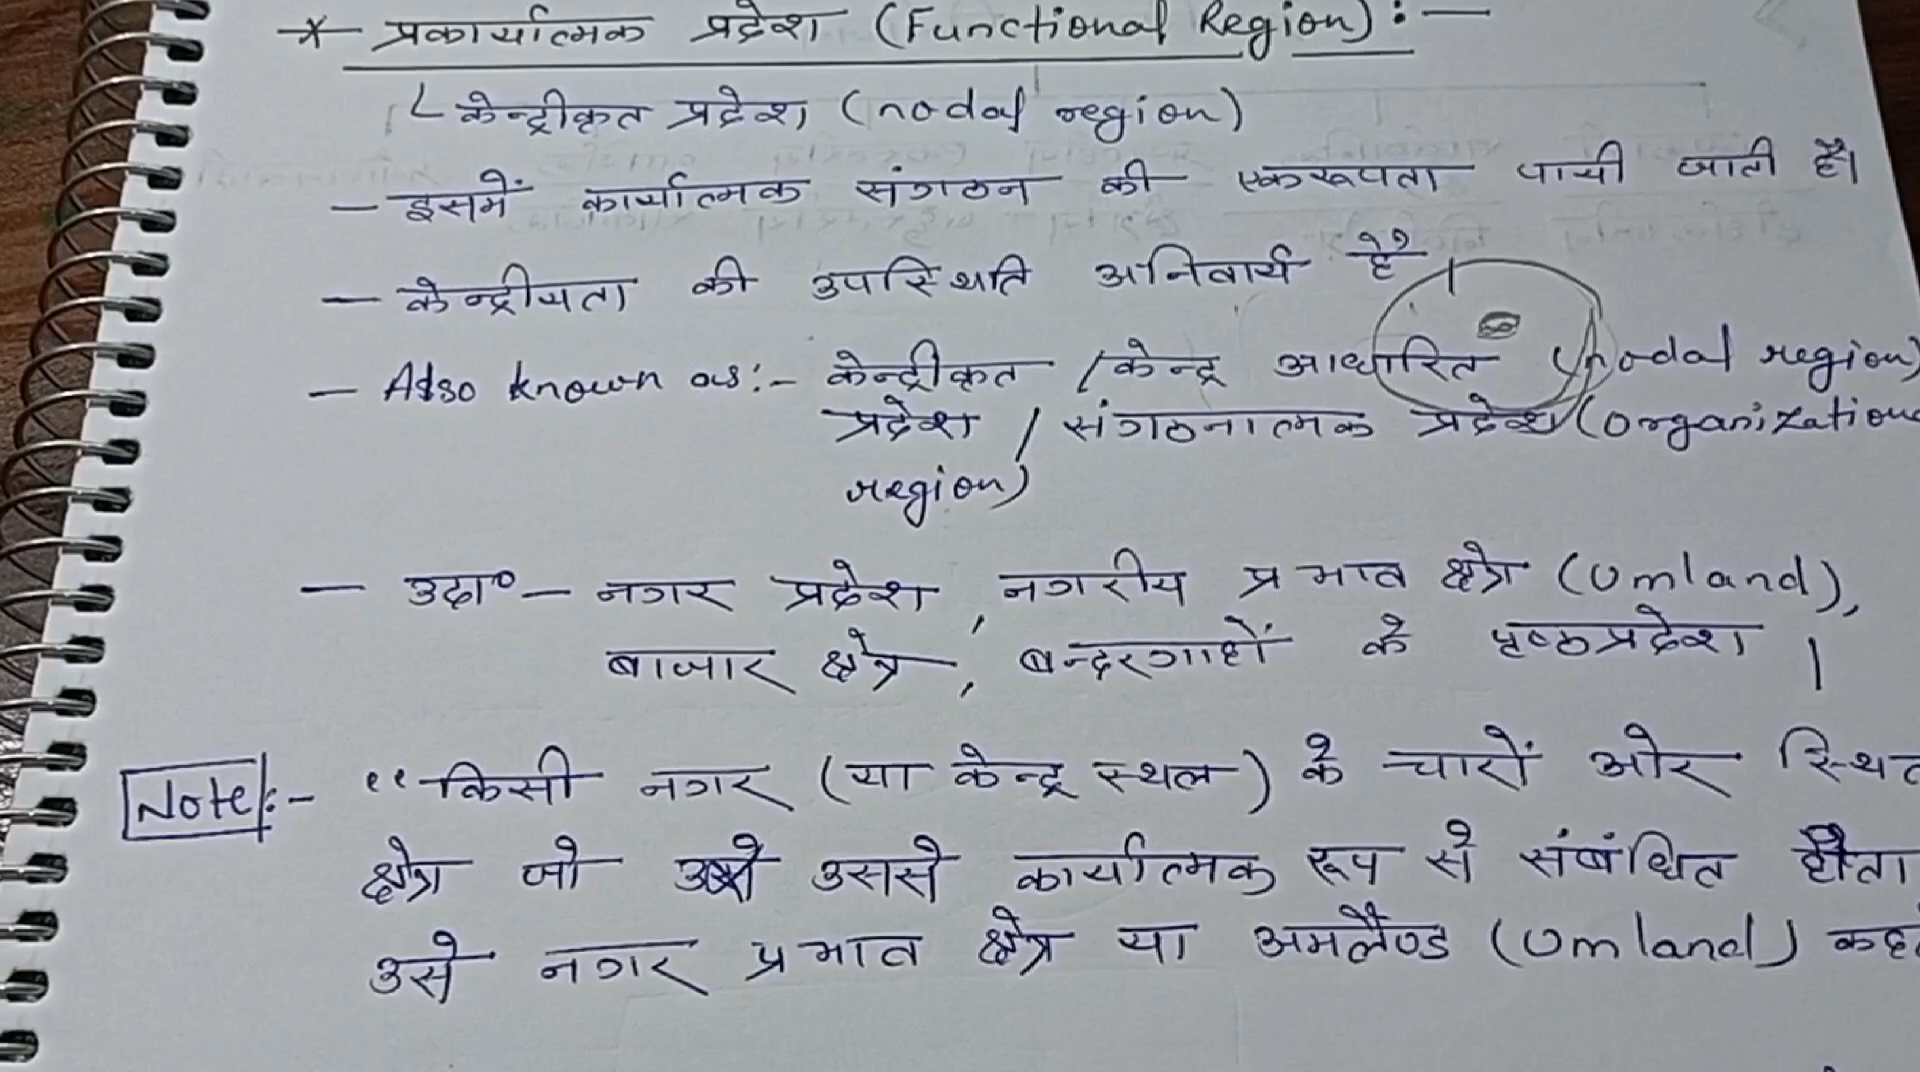 * प्रकार्यात्मक प्रदेश (Functional Region):—
केन्द्रीकृत प्रदेश (nodal region)
— इसमें कार्यात्मक संगठन की एकरूपता पायी जाती है।
— केन्द्रीयता की उपस्थिति अनिवार्य है।
— Also known as:- केन्द्रीकृत / केन्द्र आधारित (nodal region)
प्रदेश / संगठनात्मक प्रदेश (organization
region)
— उदा० — नगर प्रदेश, नगरीय प्रभाव क्षेत्र (Umland),
बाजार क्षेत्र, बन्दरगाहों के पृष्ठप्रदेश।
Note:- "किसी नगर (या केन्द्र स्थल) के चारों ओर स्थित
क्षेत्र जो उससे कार्यात्मक रूप से संबंधित होता
उसे नगर प्रभाव क्षेत्र या अमलैण्ड (Umland)